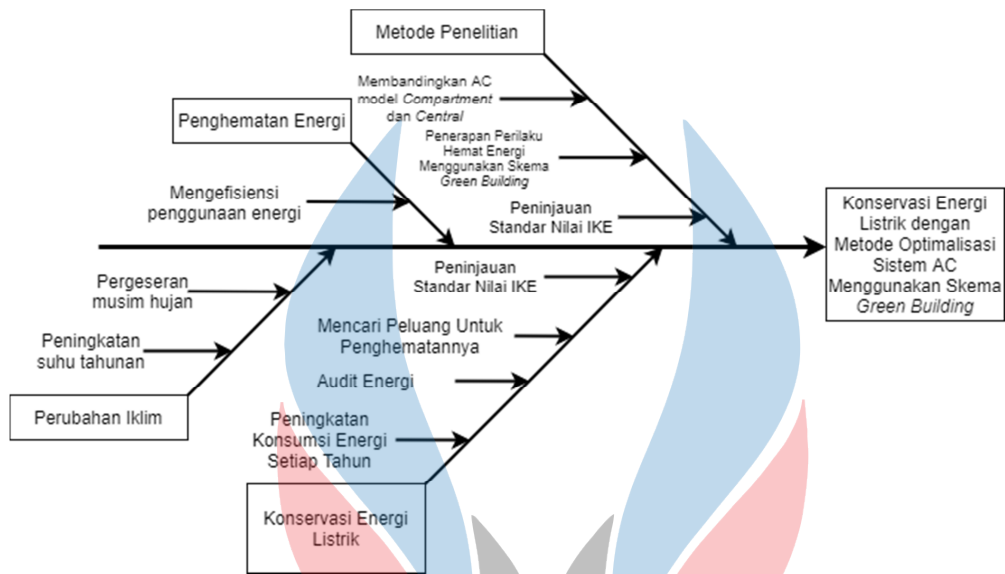 Metode Penelitian
Membandingkan AC
model Compartment
dan Central
Penerapan Perilaku
Hemat Energi
Menggunakan Skema
Green Building
Peninjauan
Standar Nilai IKE
Penghematan Energi
Mengefisiensi
penggunaan energi
Konservasi Energi
Listrik dengan
Metode Optimalisasi
Sistem AC
Menggunakan Skema
Green Building
Pergeseran
musim hujan
Peningkatan
suhu tahunan
Perubahan Iklim
Peninjauan
Standar Nilai IKE
Mencari Peluang Untuk
Penghematannya
Audit Energi
Peningkatan
Konsumsi Energi
Setiap Tahun
Konservasi Energi
Listrik